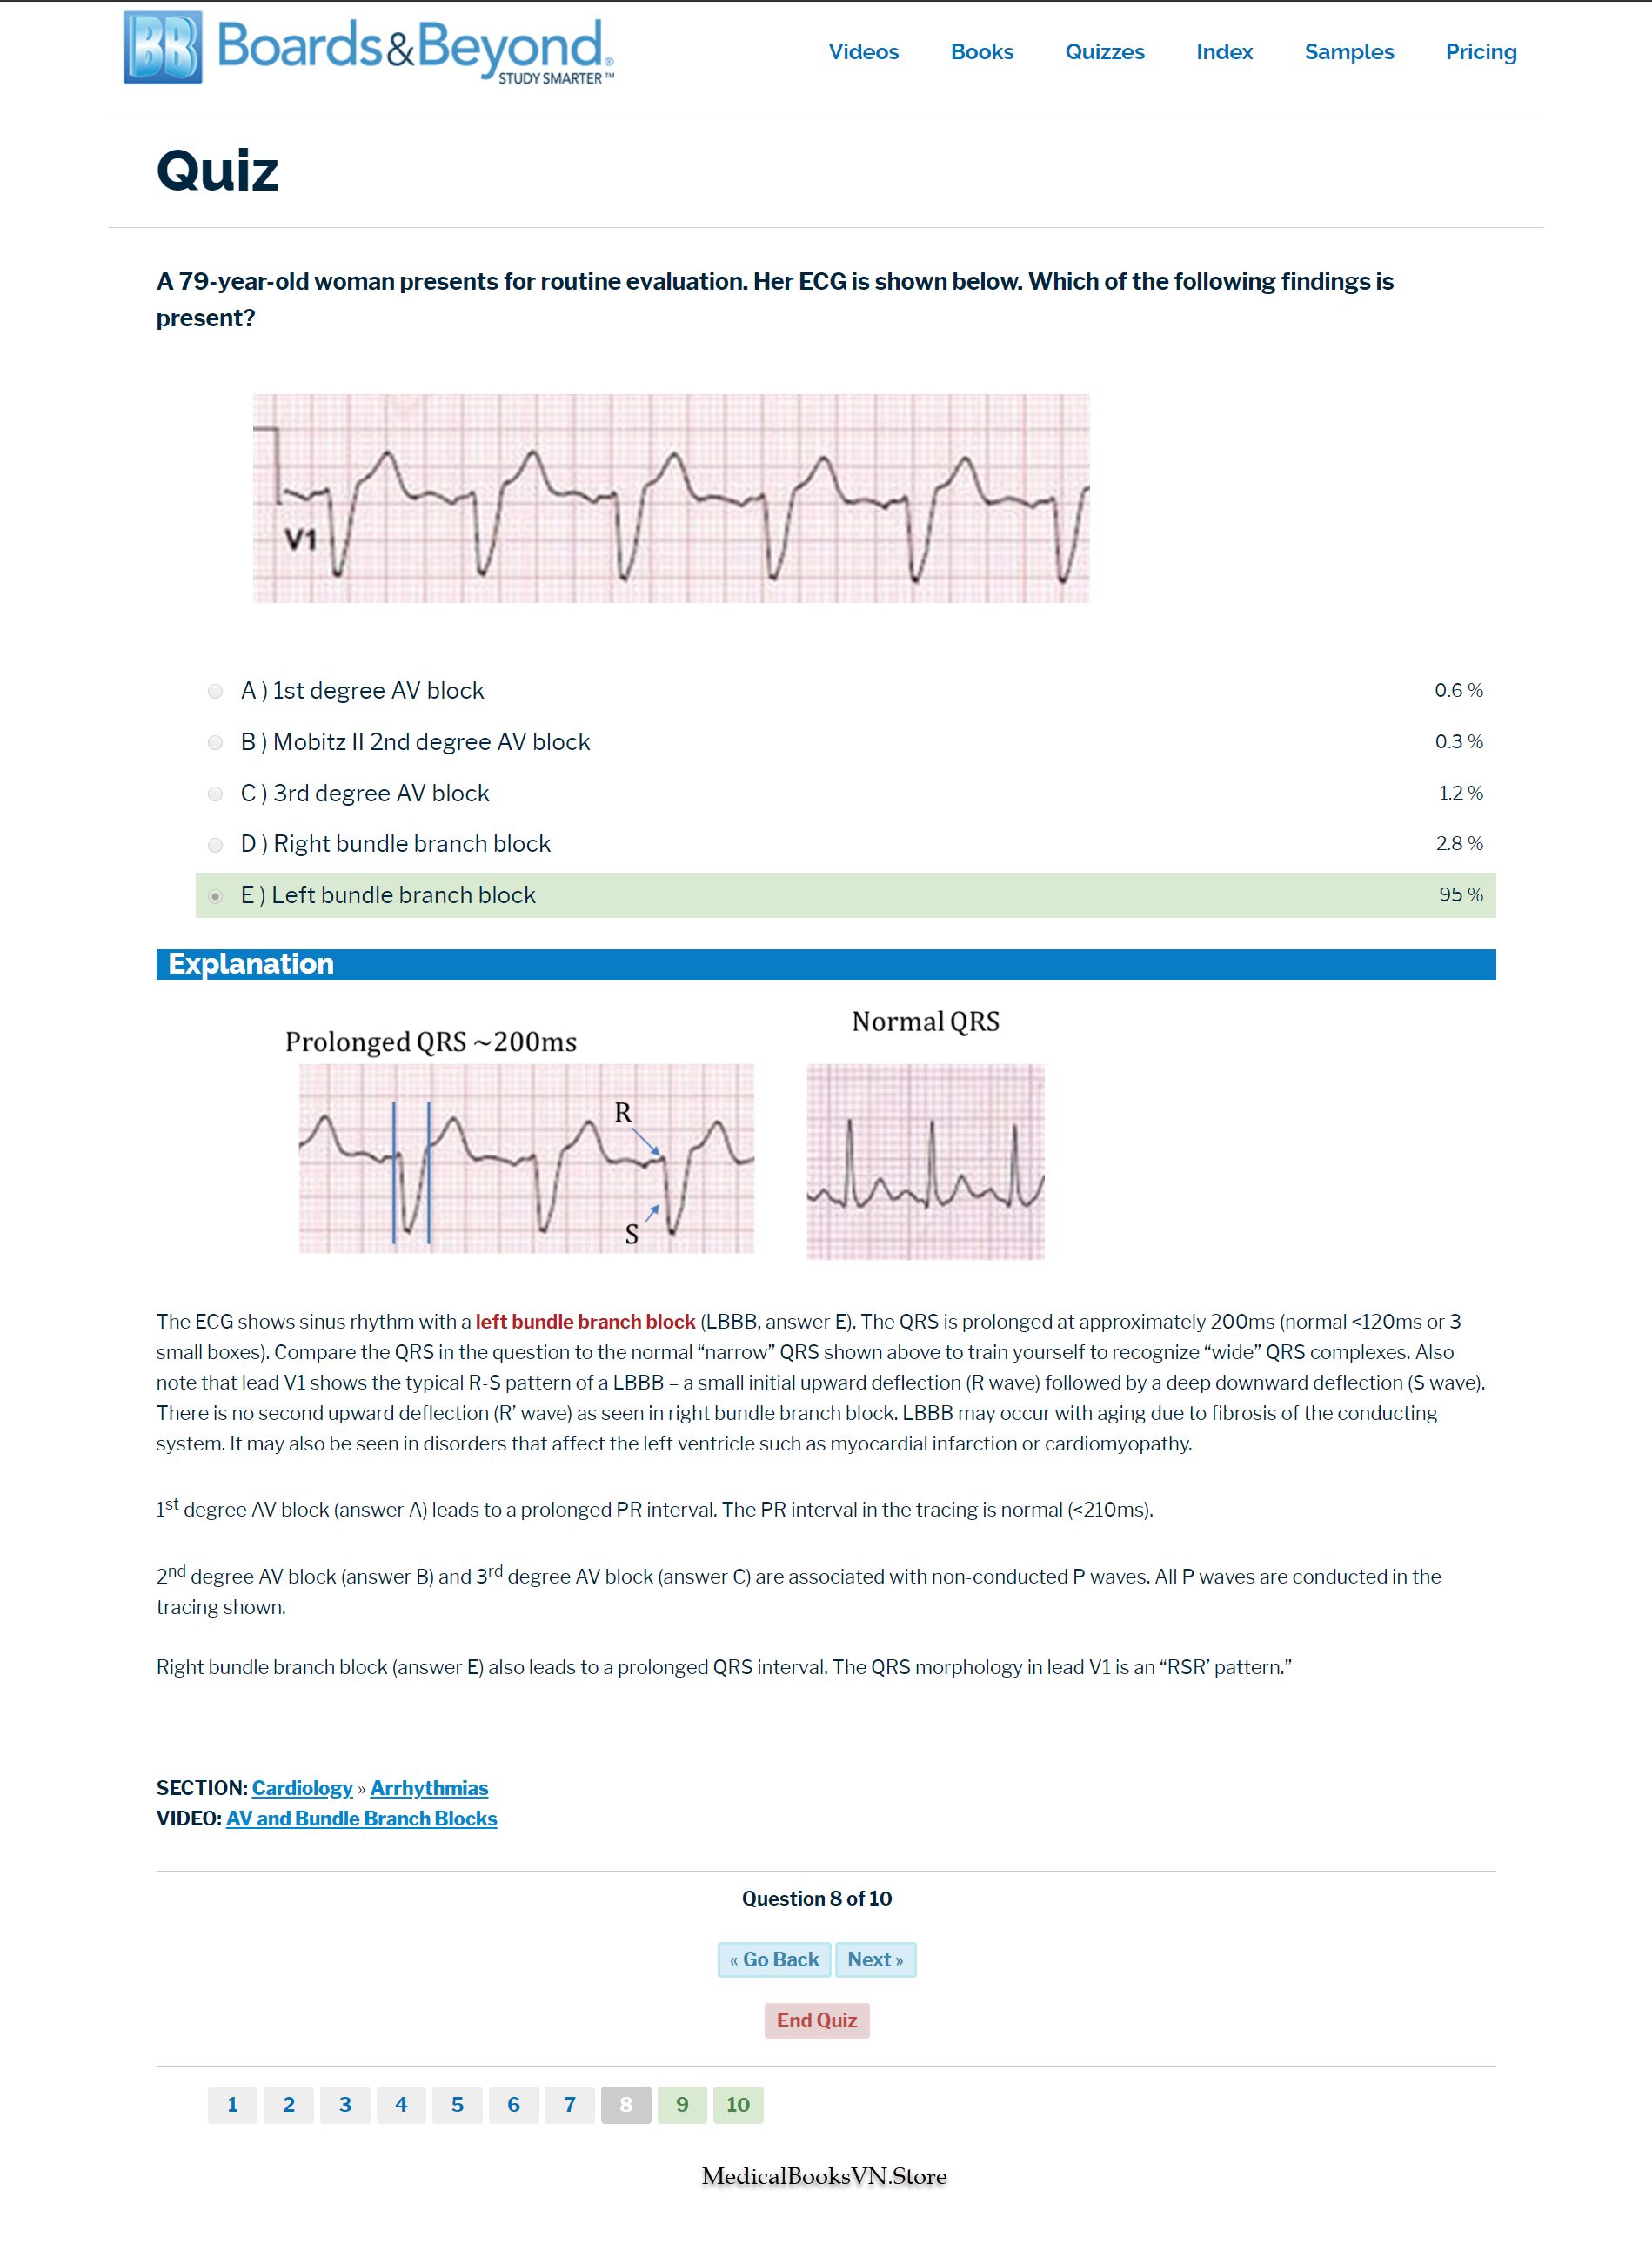 BB Boards&Beyond®
STUDY SMARTER™
Videos Books Quizzes Index Samples Pricing
Quiz
A 79-year-old woman presents for routine evaluation. Her ECG is shown below. Which of the following findings is
present?
V1
A ) 1st degree AV block 0.6 %
B ) Mobitz II 2nd degree AV block 0.3 %
C ) 3rd degree AV block 1.2 %
D ) Right bundle branch block 2.8 %
E ) Left bundle branch block 95 %
Explanation
Normal QRS
Prolonged QRS ~200ms
R
S
The ECG shows sinus rhythm with a left bundle branch block (LBBB, answer E). The QRS is prolonged at approximately 200ms (normal <120ms or 3
small boxes). Compare the QRS in the question to the normal “narrow” QRS shown above to train yourself to recognize “wide” QRS complexes. Also
note that lead V1 shows the typical R-S pattern of a LBBB – a small initial upward deflection (R wave) followed by a deep downward deflection (S wave).
There is no second upward deflection (R’ wave) as seen in right bundle branch block. LBBB may occur with aging due to fibrosis of the conducting
system. It may also be seen in disorders that affect the left ventricle such as myocardial infarction or cardiomyopathy.
1st degree AV block (answer A) leads to a prolonged PR interval. The PR interval in the tracing is normal (<210ms).
2nd degree AV block (answer B) and 3rd degree AV block (answer C) are associated with non-conducted P waves. All P waves are conducted in the
tracing shown.
Right bundle branch block (answer E) also leads to a prolonged QRS interval. The QRS morphology in lead V1 is an “RSR’ pattern.”
SECTION: Cardiology » Arrhythmias
VIDEO: AV and Bundle Branch Blocks
Question 8 of 10
« Go Back Next »
End Quiz
1 2 3 4 5 6 7 8 9 10
MedicalBooksVN.Store